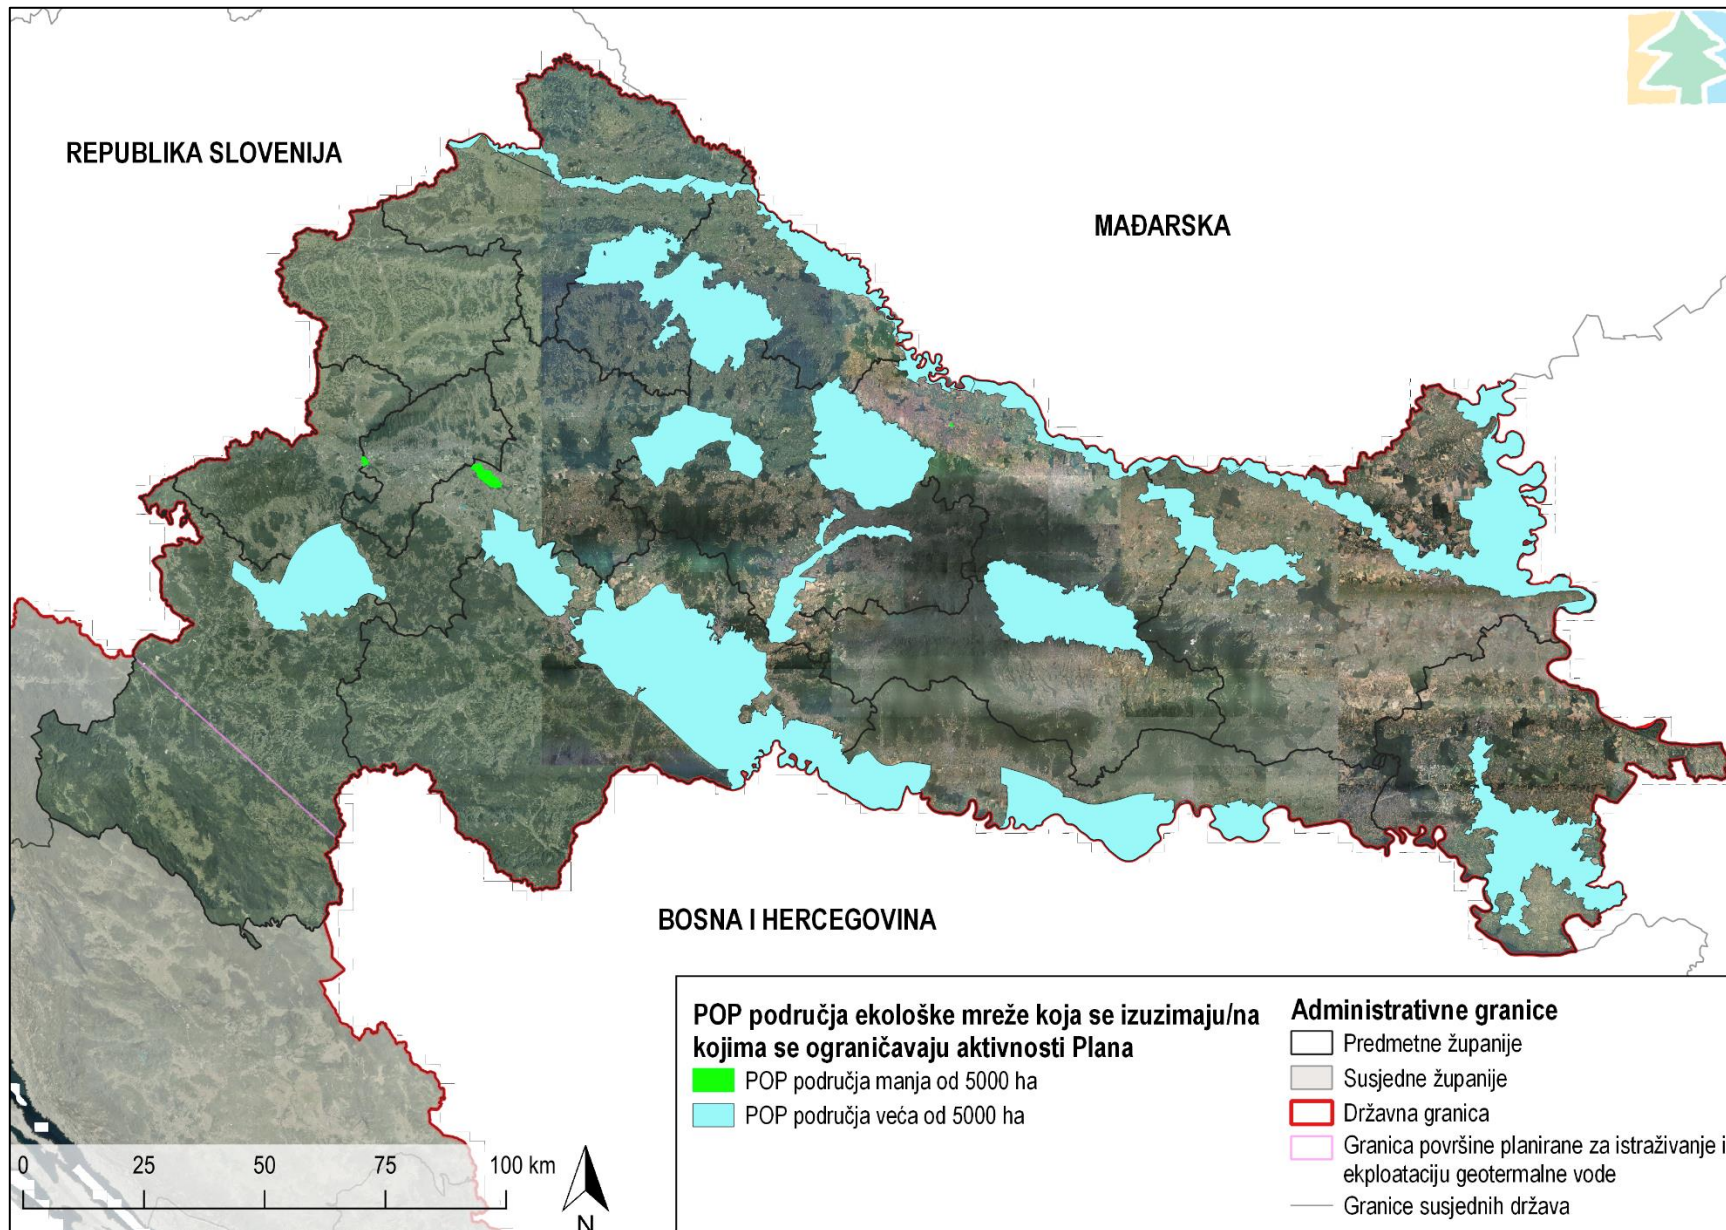 REPUBLIKA SLOVENIJA
MAĐARSKA
BOSNA I HERCEGOVINA
POP područja ekološke mreže koja se izuzimaju/na
kojima se ograničavaju aktivnosti Plana
POP područja manja od 5000 ha
POP područja veća od 5000 ha
Administrativne granice
Predmetne županije
Susjedne županije
Državna granica
Granica površine planirane za istraživanje i
ekploataciju geotermalne vode
Granice susjednih država
0 25 50 75 100 km
N